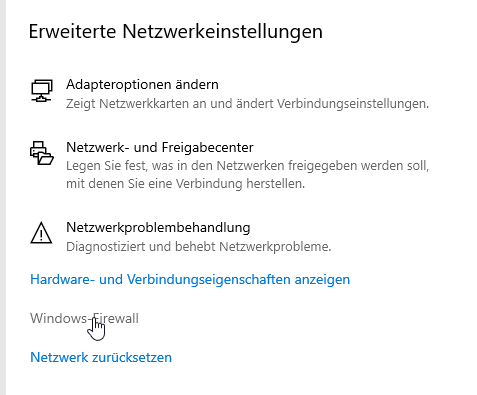 Erweiterte Netzwerkeinstellungen
Adapteroptionen ändern
Zeigt Netzwerkkarten an und ändert Verbindungseinstellungen.
Netzwerk- und Freigabecenter
Legen Sie fest, was in den Netzwerken freigegeben werden soll,
mit denen Sie eine Verbindung herstellen.
Netzwerkproblembehandlung
Diagnostiziert und behebt Netzwerkprobleme.
Hardware- und Verbindungseigenschaften anzeigen
Windows-Firewall
Netzwerk zurücksetzen